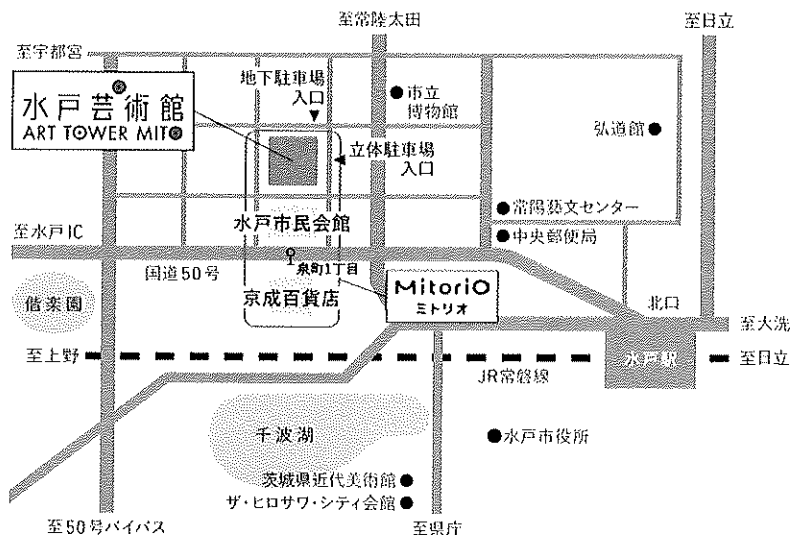 至常陸太田
至日立
至宇都宮
水戸芸術館
ART TOWER MITO
地下駐車場
入口
市立
博物館
弘道館
立体駐車場
入口
常陽藝文センター
水戸市民会館
中央郵便局
至水戸IC
国道50号
泉町1丁目
MitoriO
ミトリオ
偕楽園
京成百貨店
北口
至大洗
至上野
水戸駅
至日立
JR常磐線
千波湖
水戸市役所
茨城県近代美術館
ザ・ヒロサワ・シティ会館
至50号バイパス
至県庁